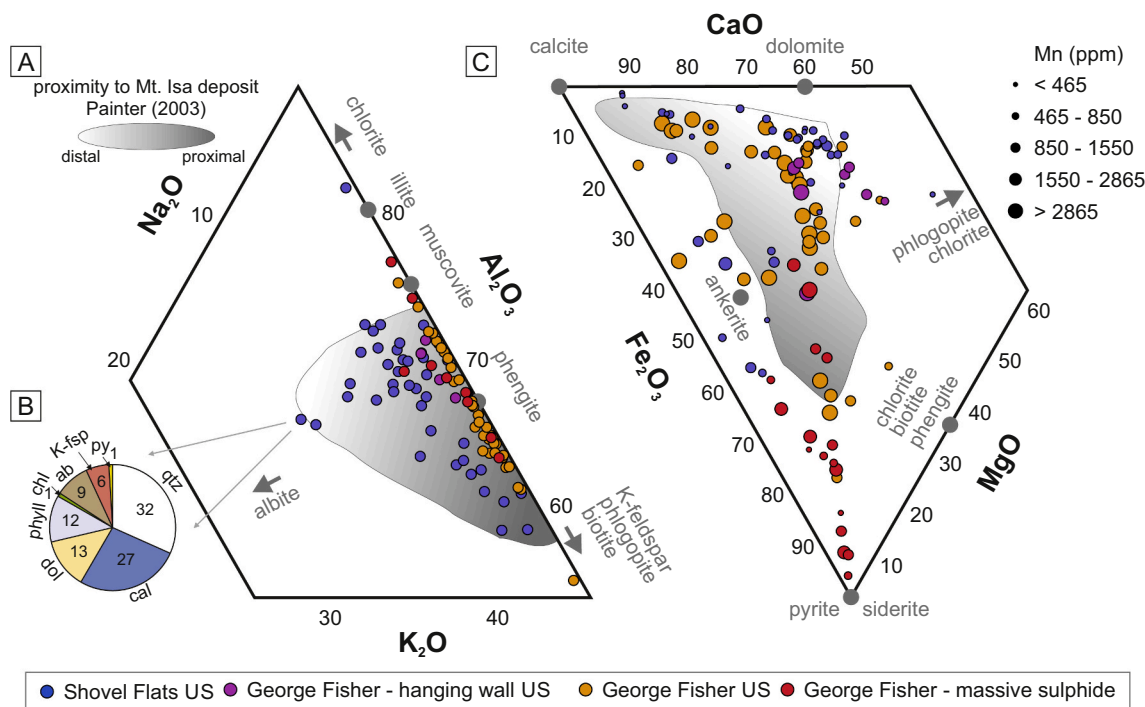 A
proximity to Mt. Isa deposit
Painter (2003)
distal proximal
Na2O
10
20
chlorite
illite
80
muscovite
Al2O3
70
phengite
60
K-feldspar
phlogopite
biotite
albite
30
40
K2O
B
qtz
32
cal
27
dol
13
phyll
12
chl
1
ab
9
K-fsp
6
py
1
C
CaO
calcite
dolomite
90 80 70 60 50
10
20
30
40
50
60
70
80
90
Fe2O3
ankerite
phlogopite
chlorite
60
50
40
30
20
10
MgO
chlorite
biotite
phengite
pyrite siderite
Mn (ppm)
< 465
465 - 850
850 - 1550
1550 - 2865
> 2865
Shovel Flats US George Fisher - hanging wall US George Fisher US George Fisher - massive sulphide